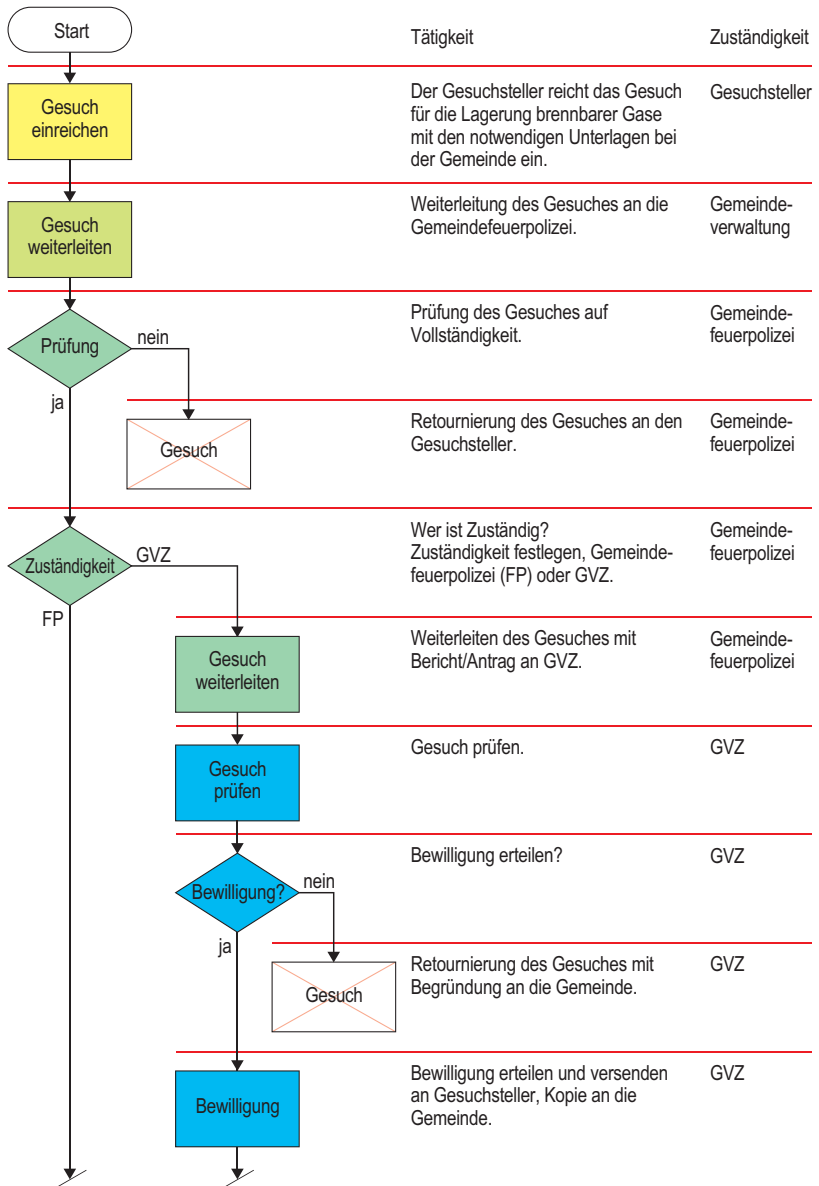 Start
Tätigkeit
Zuständigkeit
Gesuch
einreichen
Der Gesuchsteller reicht das Gesuch
für die Lagerung brennbarer Gase
mit den notwendigen Unterlagen bei
der Gemeinde ein.
Gesuchsteller
Gesuch
weiterleiten
Weiterleitung des Gesuches an die
Gemeindefeuerpolizei.
Gemeinde-
verwaltung
Prüfung
nein
ja
Prüfung des Gesuches auf
Vollständigkeit.
Gemeinde-
feuerpolizei
Gesuch
Retournierung des Gesuches an den
Gesuchsteller.
Gemeinde-
feuerpolizei
Zuständigkeit
GVZ
FP
Wer ist Zuständig?
Zuständigkeit festlegen, Gemeinde-
feuerpolizei (FP) oder GVZ.
Gemeinde-
feuerpolizei
Gesuch
weiterleiten
Weiterleiten des Gesuches mit
Bericht/Antrag an GVZ.
Gemeinde-
feuerpolizei
Gesuch
prüfen
Gesuch prüfen.
GVZ
Bewilligung?
nein
ja
Bewilligung erteilen?
GVZ
Gesuch
Retournierung des Gesuches mit
Begründung an die Gemeinde.
GVZ
Bewilligung
Bewilligung erteilen und versenden
an Gesuchsteller, Kopie an die
Gemeinde.
GVZ